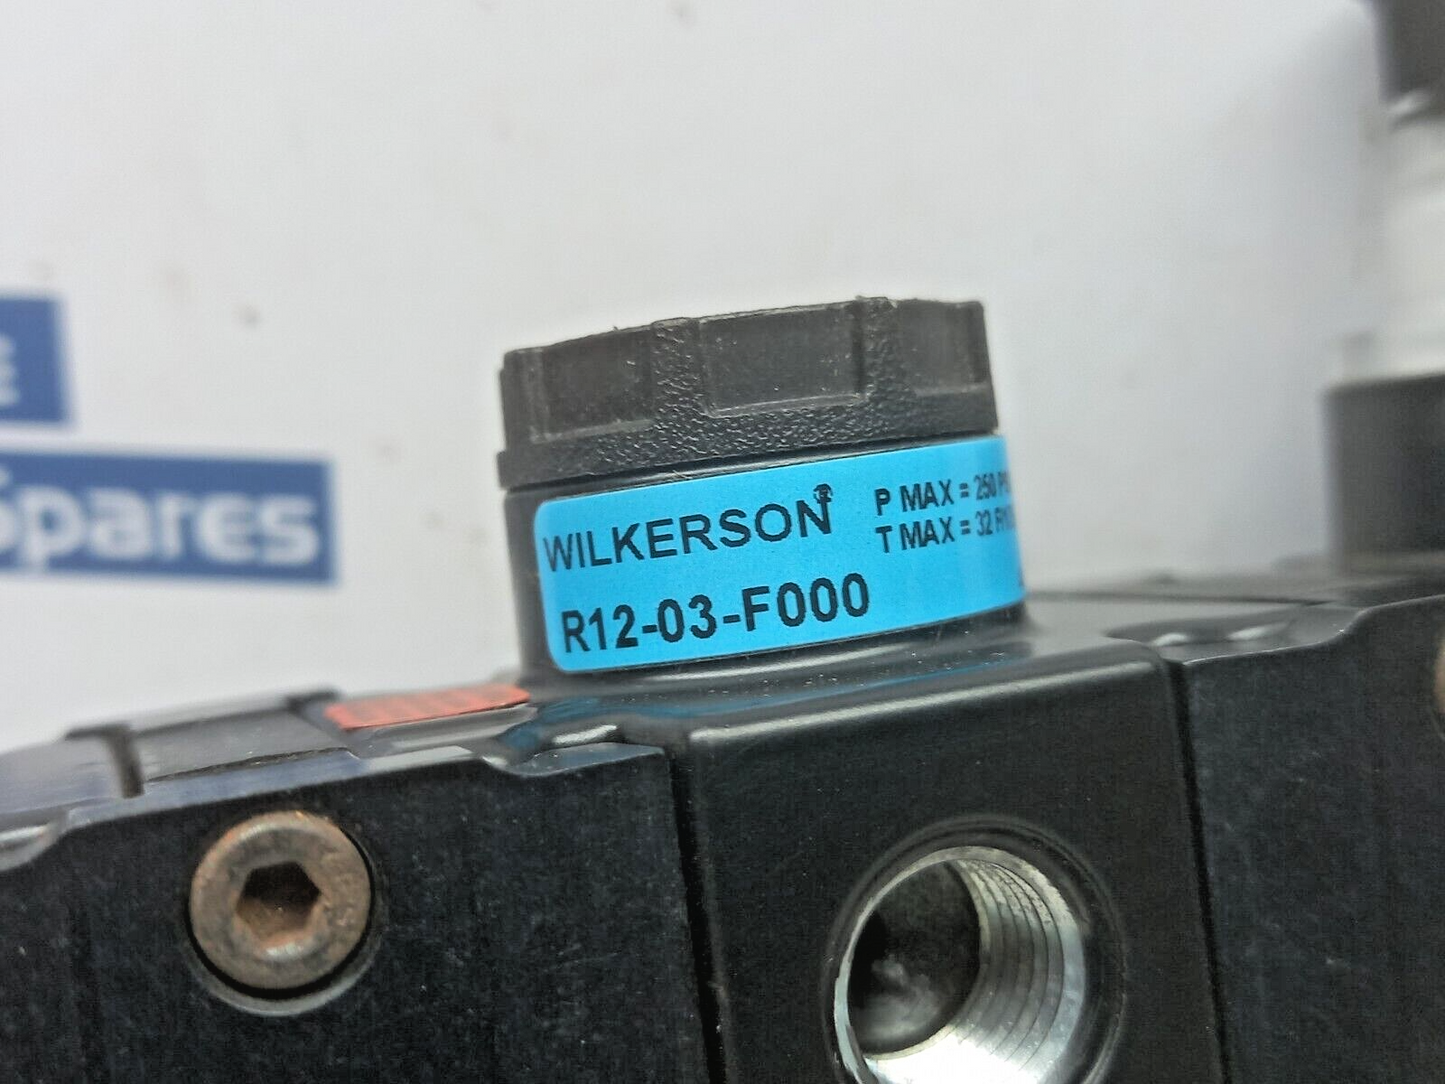 Spares
WILKERSON
P MAX = 250
T MAX = 32
R12-03-F000